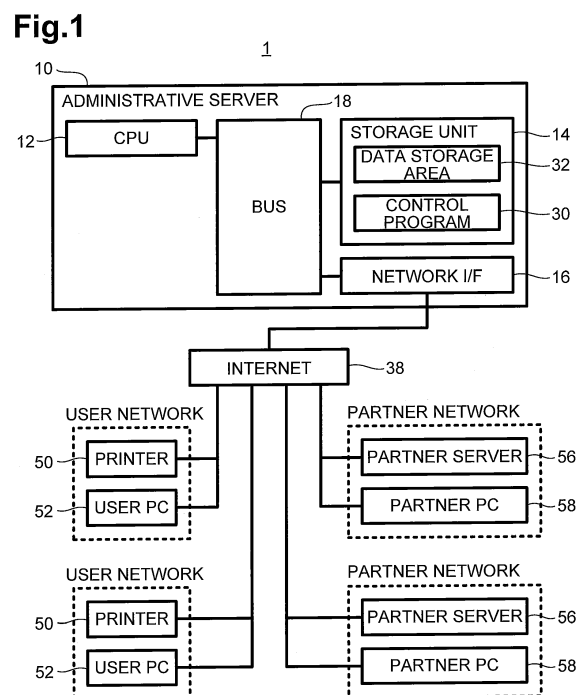 Fig.1
1
10
ADMINISTRATIVE SERVER
18
12
CPU
BUS
STORAGE UNIT
14
DATA STORAGE
AREA
32
CONTROL
PROGRAM
30
NETWORK I/F
16
INTERNET
38
USER NETWORK
50
PRINTER
52
USER PC
PARTNER NETWORK
PARTNER SERVER
56
PARTNER PC
58
USER NETWORK
50
PRINTER
52
USER PC
PARTNER NETWORK
PARTNER SERVER
56
PARTNER PC
58